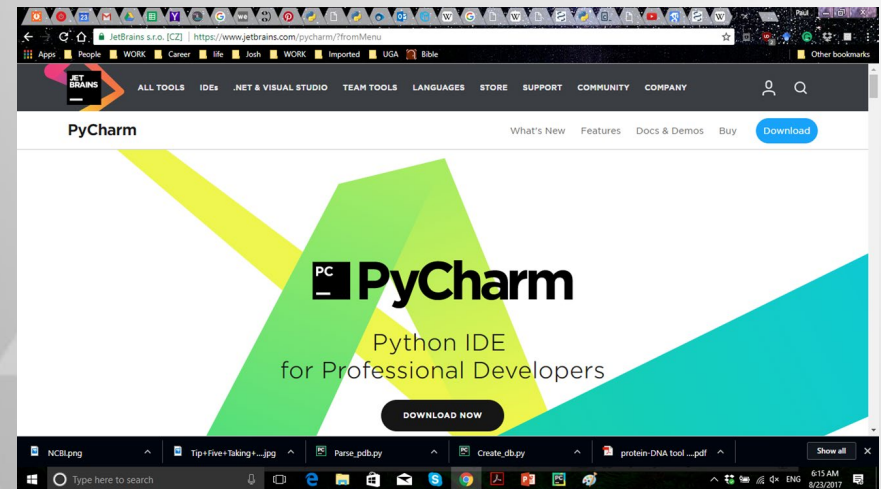 Paul
JetBrains s.r.o. [CZ] | https://www.jetbrains.com/pycharm/?fromMenu
Apps People WORK Career life Josh WORK Imported UGA Bible Other bookmarks
JET
BRAINS
ALL TOOLS IDEs .NET & VISUAL STUDIO TEAM TOOLS LANGUAGES STORE SUPPORT COMMUNITY COMPANY
PyCharm What's New Features Docs & Demos Buy Download
PC PyCharm
Python IDE
for Professional Developers
DOWNLOAD NOW
NCBI.png Tip+Five+Taking+....jpg Parse_pdb.py Create_db.py protein-DNA tool ....pdf Show all
Type here to search ENG 6:15 AM
8/23/2017